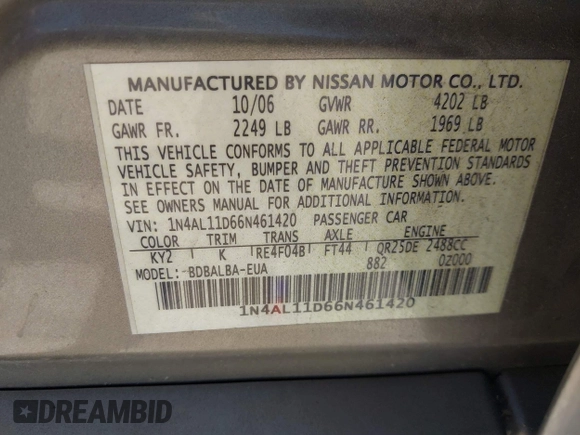 MANUFACTURED BY NISSAN MOTOR CO., LTD.
DATE 10/06 GVWR 4202 LB
GAWR FR. 2249 LB GAWR RR. 1969 LB
THIS VEHICLE CONFORMS TO ALL APPLICABLE FEDERAL MOTOR
VEHICLE SAFETY, BUMPER AND THEFT PREVENTION STANDARDS
IN EFFECT ON THE DATE OF MANUFACTURE SHOWN ABOVE.
SEE OWNERS MANUAL FOR ADDITIONAL INFORMATION.
VIN: 1N4AL11D66N461420 PASSENGER CAR
COLOR TRIM TRANS AXLE ENGINE
KY2 K RE4F04B FT44 QR25DE 2488CC
MODEL:-BDBALBA-EUA 882 02000
1N4AL11D66N461420
DREAMBID